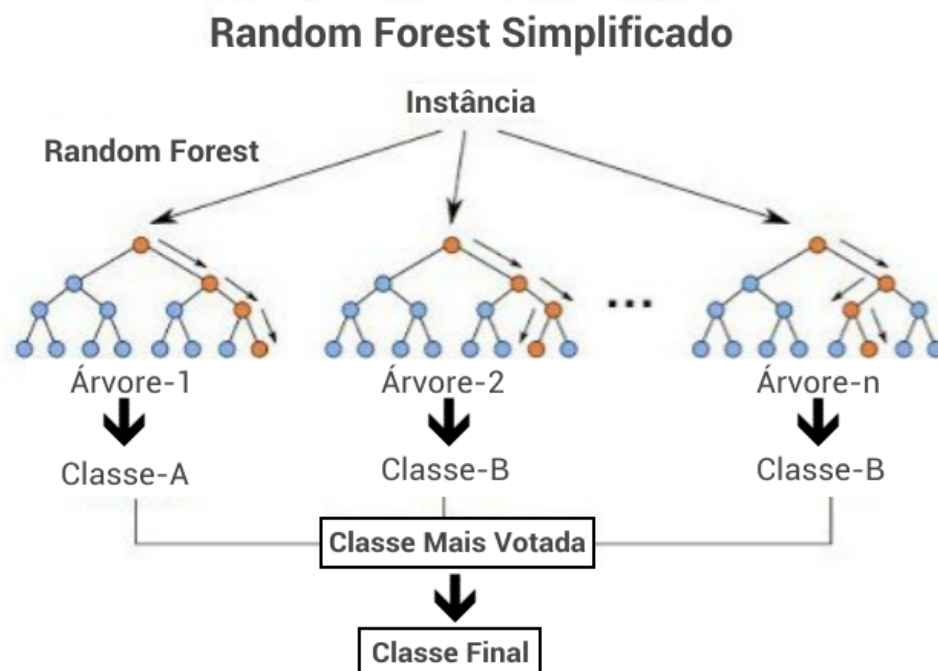 Random Forest Simplificado
Instância
Random Forest
...
Árvore-1
Árvore-2
Árvore-n
Classe-A
Classe-B
Classe-B
Classe Mais Votada
Classe Final